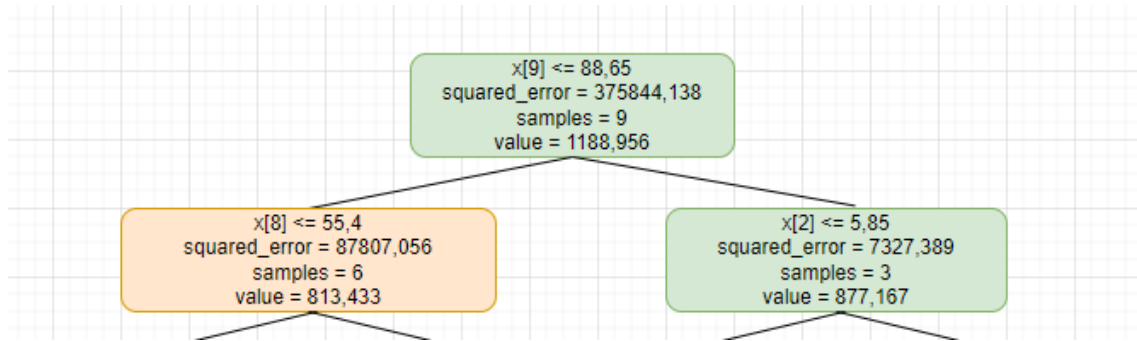 x[9] <= 88,65
squared_error = 375844,138
samples = 9
value = 1188,956
x[8] <= 55,4
squared_error = 87807,056
samples = 6
value = 813,433
x[2] <= 5,85
squared_error = 7327,389
samples = 3
value = 877,167